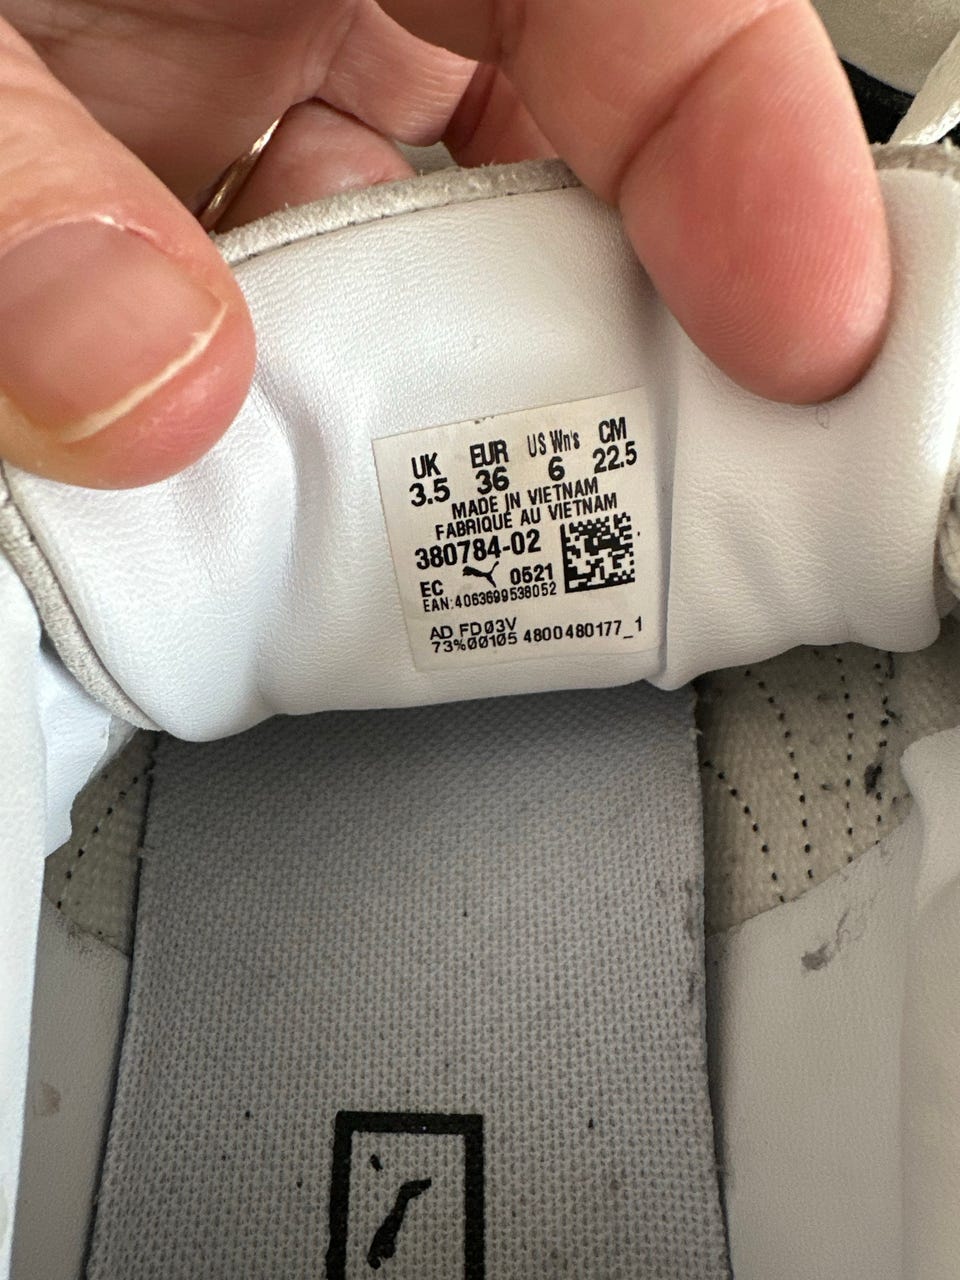 UK EUR US Wn's CM
3.5 36 6 22.5
MADE IN VIETNAM
FABRIQUÉ AU VIETNAM
380784-02
EC 0521
EAN:4063699538052
AD FD03V
73%00105 4800480177_1